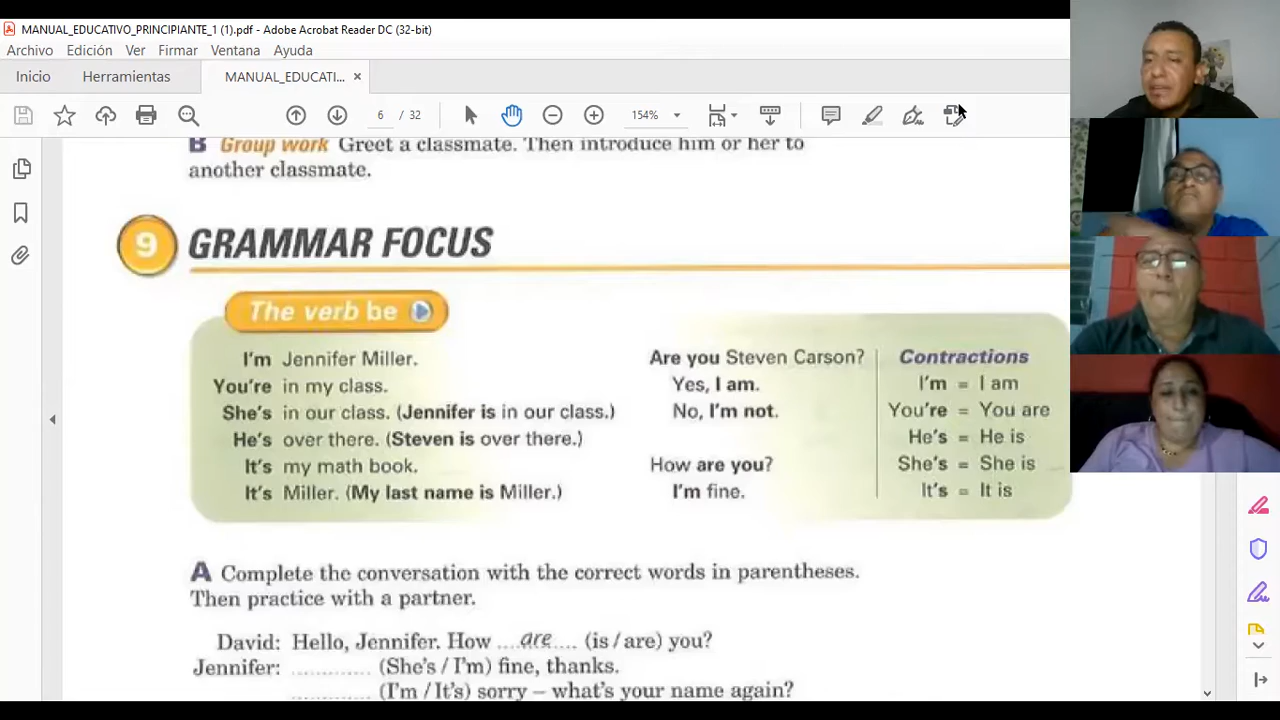 MANUAL_EDUCATIVO_PRINCIPIANTE_1 (1).pdf - Adobe Acrobat Reader DC (32-bit)
Archivo Edición Ver Firmar Ventana Ayuda
Inicio Herramientas MANUAL_EDUCATI... ×
6 / 32 154%
B Group work Greet a classmate. Then introduce him or her to
another classmate.
9 GRAMMAR FOCUS
The verb be
I'm Jennifer Miller.
You're in my class.
She's in our class. (Jennifer is in our class.)
He's over there. (Steven is over there.)
It's my math book.
It's Miller. (My last name is Miller.)
Are you Steven Carson?
Yes, I am.
No, I'm not.
How are you?
I'm fine.
Contractions
I'm = I am
You're = You are
He's = He is
She's = She is
It's = It is
A Complete the conversation with the correct words in parentheses.
Then practice with a partner.
David: Hello, Jennifer. How ....are.... (is / are) you?
Jennifer: ............ (She's / I'm) fine, thanks.
............ (I'm / It's) sorry – what's your name again?